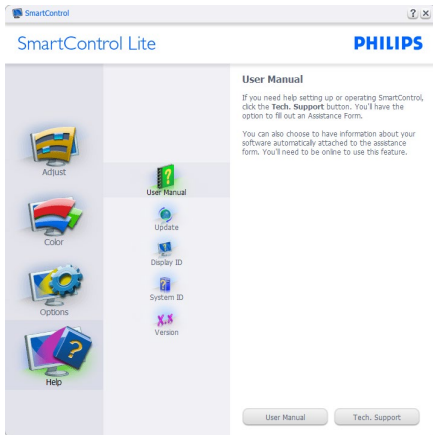 SmartControl
SmartControl Lite
PHILIPS
Adjust
Color
Options
Help
User Manual
Update
Display ID
System ID
X.X
Version
User Manual
If you need help setting up or operating SmartControl,
click the Tech. Support button. You'll have the
option to fill out an Assistance Form.
You can also choose to have information about your
software automatically attached to the assistance
form. You'll need to be online to use this feature.
User Manual
Tech. Support